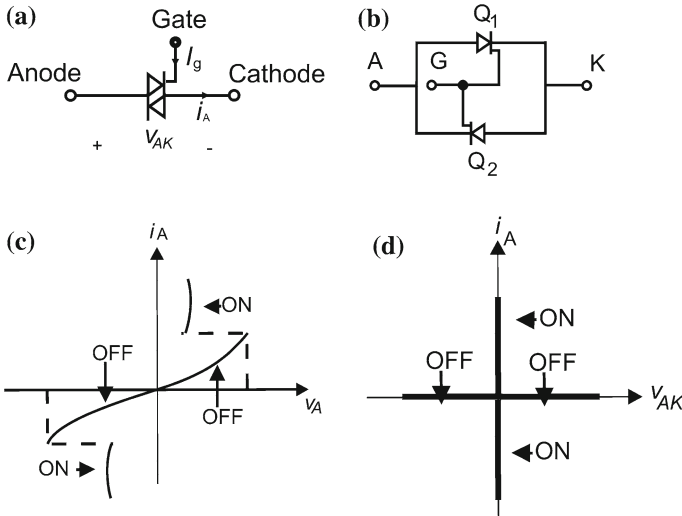 (a)
Gate
Ig
Anode
Cathode
iA
vAK
+
-
(b)
Q1
A
G
K
Q2
(c)
iA
ON
OFF
OFF
vA
ON
(d)
iA
ON
OFF
OFF
vAK
ON